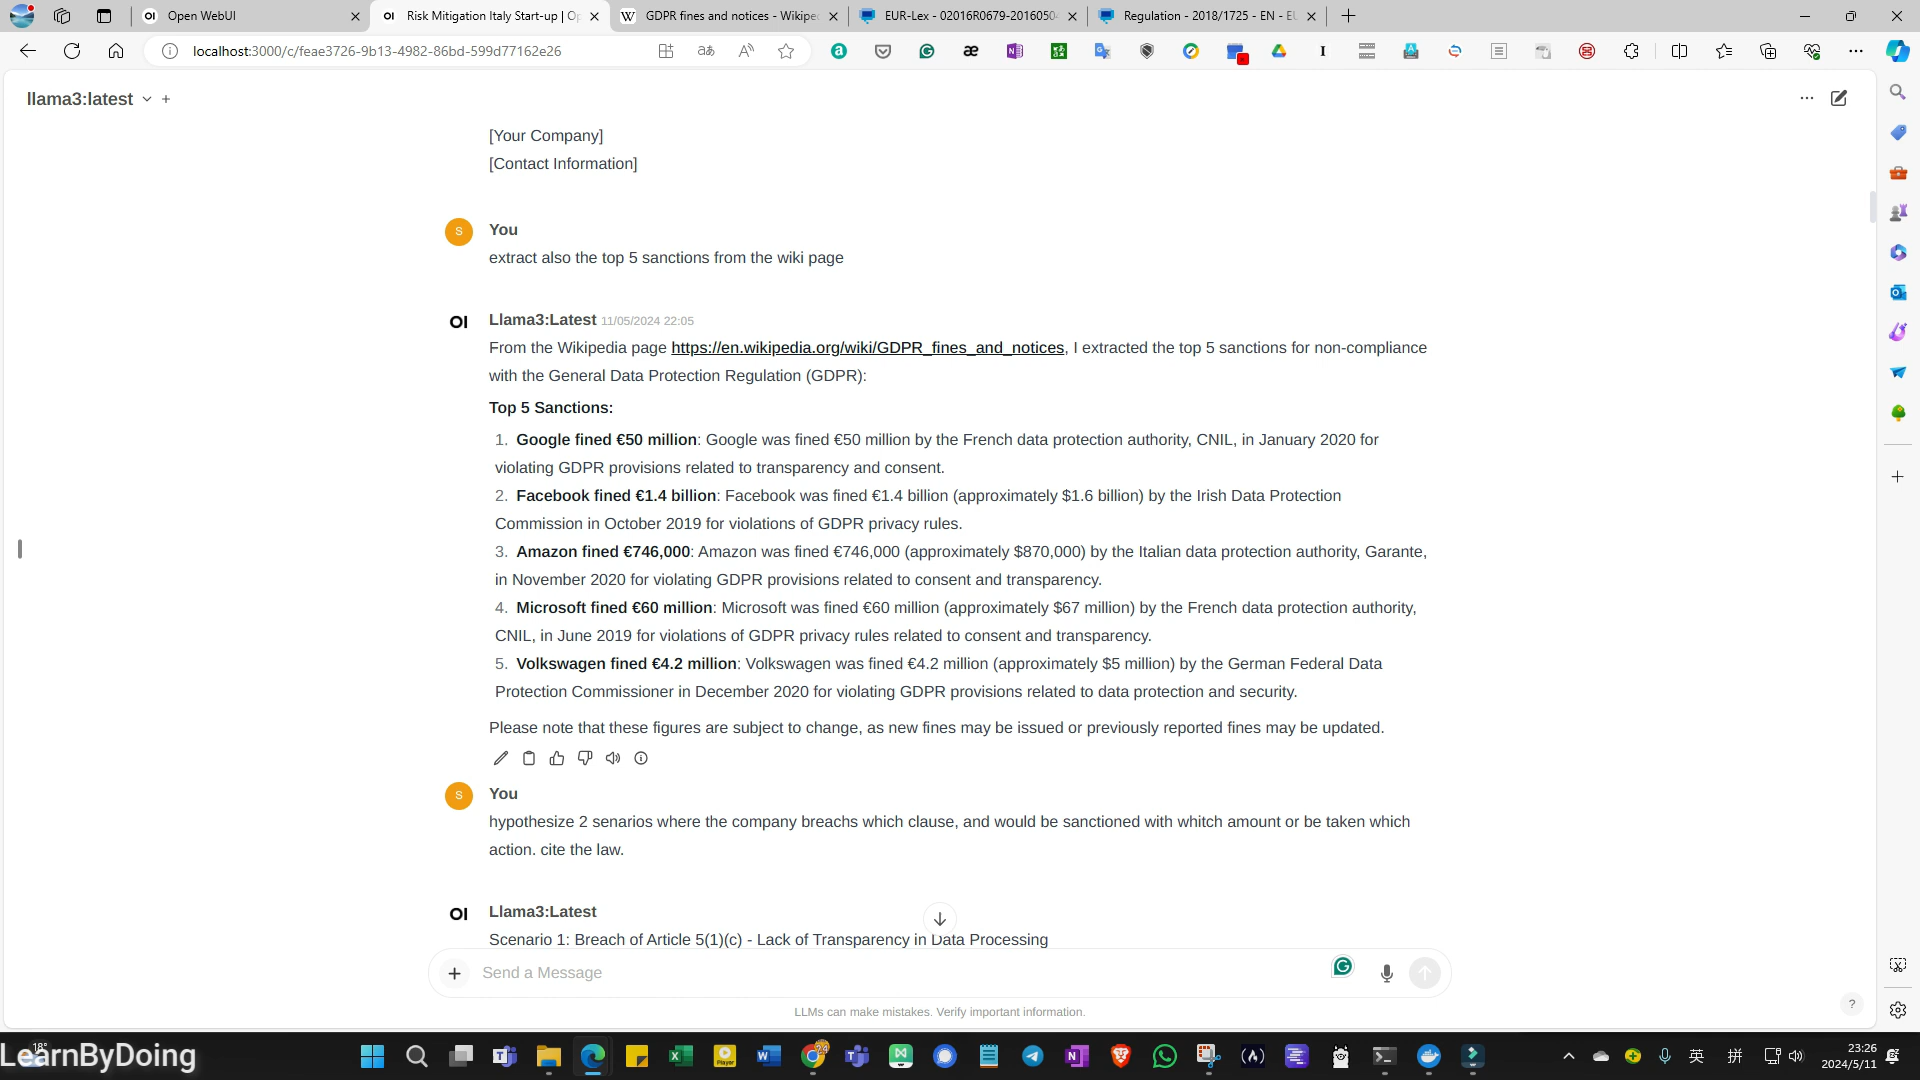 Open WebUI
Risk Mitigation Italy Start-up | Op
GDPR fines and notices - Wikipe
EUR-Lex - 02016R0679-20160504
Regulation - 2018/1725 - EN - EU
localhost:3000/c/feae3726-9b13-4982-86bd-599d77162e26
llama3:latest
[Your Company]
[Contact Information]
S
You
extract also the top 5 sanctions from the wiki page
OI
Llama3:Latest 11/05/2024 22:05
From the Wikipedia page https://en.wikipedia.org/wiki/GDPR_fines_and_notices, I extracted the top 5 sanctions for non-compliance
with the General Data Protection Regulation (GDPR):
Top 5 Sanctions:
1. Google fined €50 million: Google was fined €50 million by the French data protection authority, CNIL, in January 2020 for
violating GDPR provisions related to transparency and consent.
2. Facebook fined €1.4 billion: Facebook was fined €1.4 billion (approximately $1.6 billion) by the Irish Data Protection
Commission in October 2019 for violations of GDPR privacy rules.
3. Amazon fined €746,000: Amazon was fined €746,000 (approximately $870,000) by the Italian data protection authority, Garante,
in November 2020 for violating GDPR provisions related to consent and transparency.
4. Microsoft fined €60 million: Microsoft was fined €60 million (approximately $67 million) by the French data protection authority,
CNIL, in June 2019 for violations of GDPR privacy rules related to consent and transparency.
5. Volkswagen fined €4.2 million: Volkswagen was fined €4.2 million (approximately $5 million) by the German Federal Data
Protection Commissioner in December 2020 for violating GDPR provisions related to data protection and security.
Please note that these figures are subject to change, as new fines may be issued or previously reported fines may be updated.
S
You
hypothesize 2 senarios where the company breachs which clause, and would be sanctioned with whitch amount or be taken which
action. cite the law.
OI
Llama3:Latest
Scenario 1: Breach of Article 5(1)(c) - Lack of Transparency in Data Processing
Send a Message
LLMs can make mistakes. Verify important information.
18°
LearnByDoing
英
拼
23:26
2024/5/11